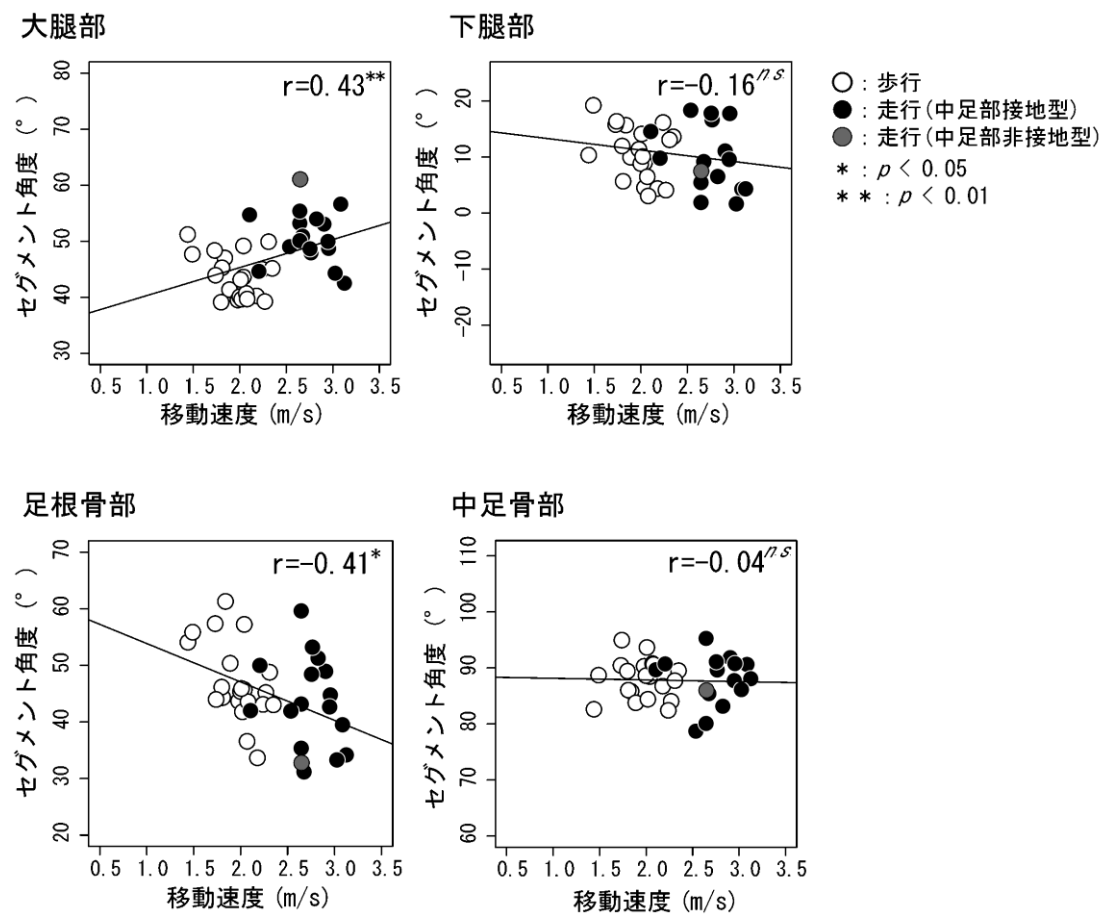 大腿部
r=0.43**
セグメント角度 (°)
80
70
60
50
40
30
0.5 1.0 1.5 2.0 2.5 3.0 3.5
移動速度 (m/s)
下腿部
r=-0.16ns
セグメント角度 (°)
20
10
0
-10
-20
0.5 1.0 1.5 2.0 2.5 3.0 3.5
移動速度 (m/s)
：歩行
：走行(中足部接地型)
：走行(中足部非接地型)
*：p < 0.05
**：p < 0.01
足根骨部
r=-0.41*
セグメント角度 (°)
70
60
50
40
30
20
0.5 1.0 1.5 2.0 2.5 3.0 3.5
移動速度 (m/s)
中足骨部
r=-0.04ns
セグメント角度 (°)
110
100
90
80
70
60
0.5 1.0 1.5 2.0 2.5 3.0 3.5
移動速度 (m/s)